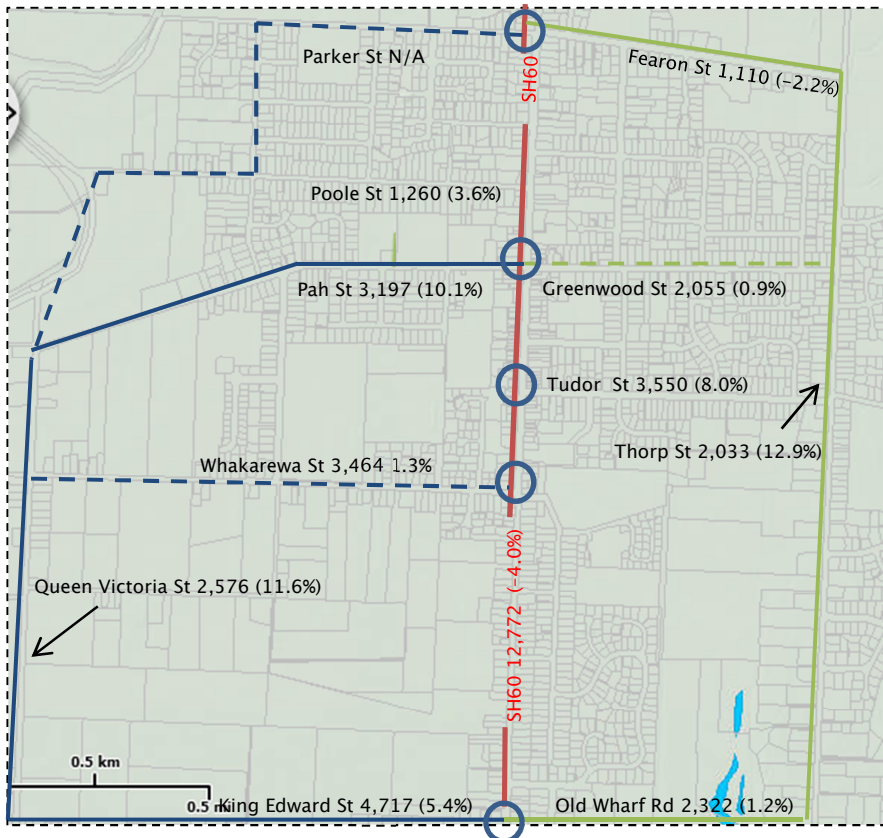 Parker St N/A
SH60
Fearon St 1,110 (−2.2%)
Poole St 1,260 (3.6%)
Pah St 3,197 (10.1%)
Greenwood St 2,055 (0.9%)
Tudor St 3,550 (8.0%)
Thorp St 2,033 (12.9%)
Whakarewa St 3,464 1.3%
SH60 12,772 (−4.0%)
Queen Victoria St 2,576 (11.6%)
0.5 km
0.5 m
King Edward St 4,717 (5.4%)
Old Wharf Rd 2,322 (1.2%)